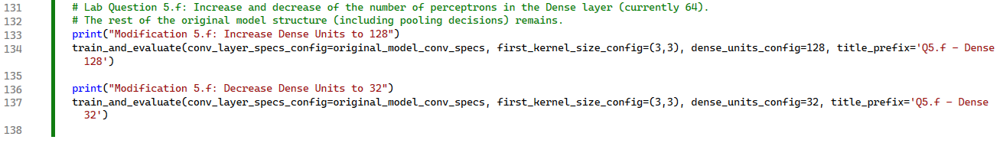 131 # Lab Question 5.f: Increase and decrease of the number of perceptrons in the Dense layer (currently 64).
132 # The rest of the original model structure (including pooling decisions) remains.
133 print("Modification 5.f: Increase Dense Units to 128")
134 train_and_evaluate(conv_layer_specs_config=original_model_conv_specs, first_kernel_size_config=(3,3), dense_units_config=128, title_prefix='Q5.f – Dense
128')
135
136 print("Modification 5.f: Decrease Dense Units to 32")
137 train_and_evaluate(conv_layer_specs_config=original_model_conv_specs, first_kernel_size_config=(3,3), dense_units_config=32, title_prefix='Q5.f – Dense
32')
138